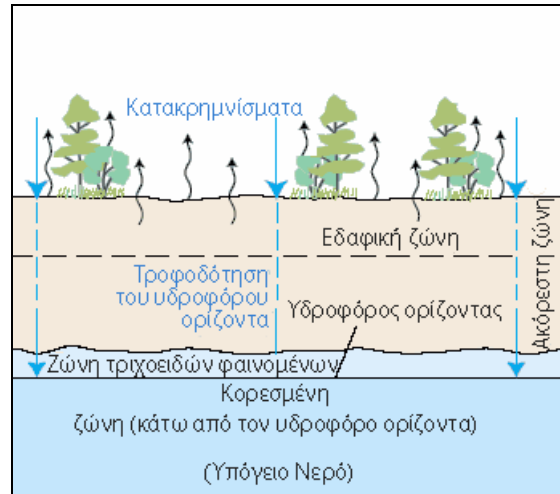 Κατακρημνίσματα
Εδαφική ζώνη
Ακόρεστη ζώνη
Τροφοδότηση
του υδροφόρου
ορίζοντα
Υδροφόρος ορίζοντας
Ζώνη τριχοειδών φαινομένων
Κορεσμένη
ζώνη (κάτω από τον υδροφόρο ορίζοντα)
(Υπόγειο Νερό)